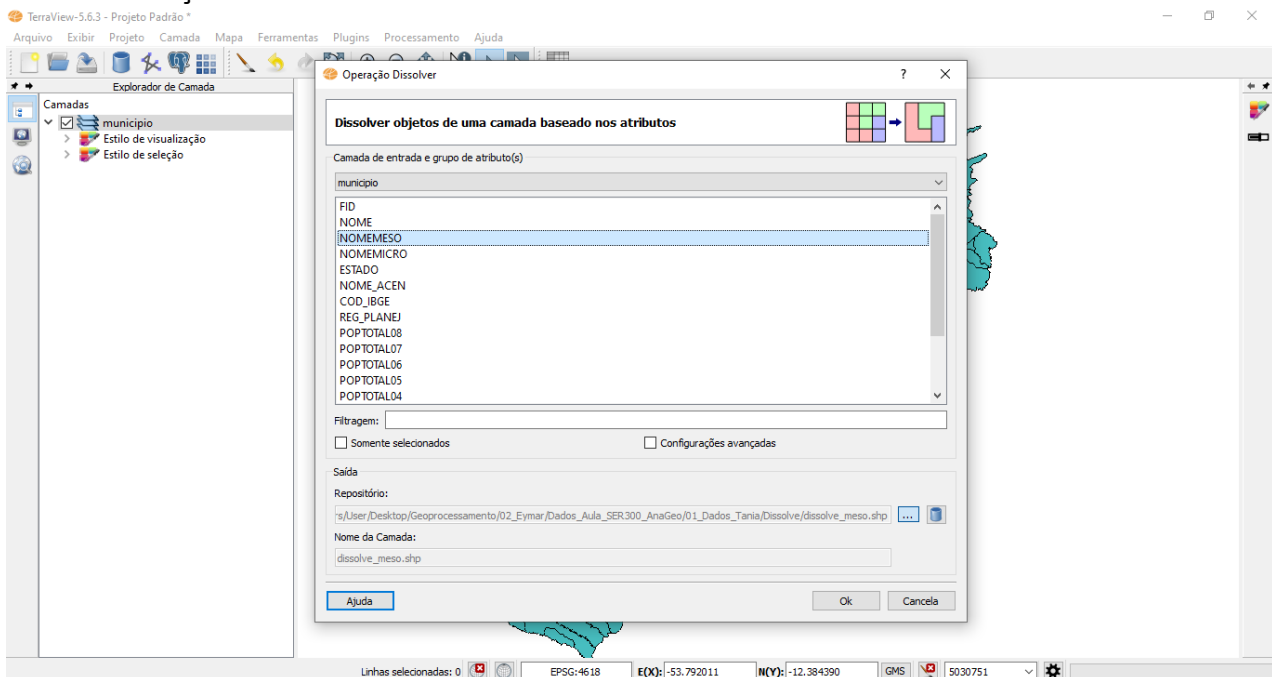 TerraView-5.6.3 - Projeto Padrão *
Arquivo Exibir Projeto Camada Mapa Ferramentas Plugins Processamento Ajuda
Explorador de Camada
Camadas
municipio
Estilo de visualização
Estilo de seleção
Operação Dissolver
Dissolver objetos de uma camada baseado nos atributos
Camada de entrada e grupo de atributo(s)
municipio
FID
NOME
NOMEMESO
NOMEMICRO
ESTADO
NOME_ACEN
COD_IBGE
REG_PLANEJ
POPTOTAL08
POPTOTAL07
POPTOTAL06
POPTOTAL05
POPTOTAL04
Filtragem:
Somente selecionados Configurações avançadas
Saída
Repositório:
's/User/Desktop/Geoprocessamento/02_Eymar/Dados_Aula_SER300_AnaGeo/01_Dados_Tania/Dissolve/dissolve_meso.shp ...
Nome da Camada:
dissolve_meso.shp
Ajuda Ok Cancela
Linhas selecionadas: 0 EPSG:4618 E(X): -53.792011 N(Y): -12.384390 GMS 5030751